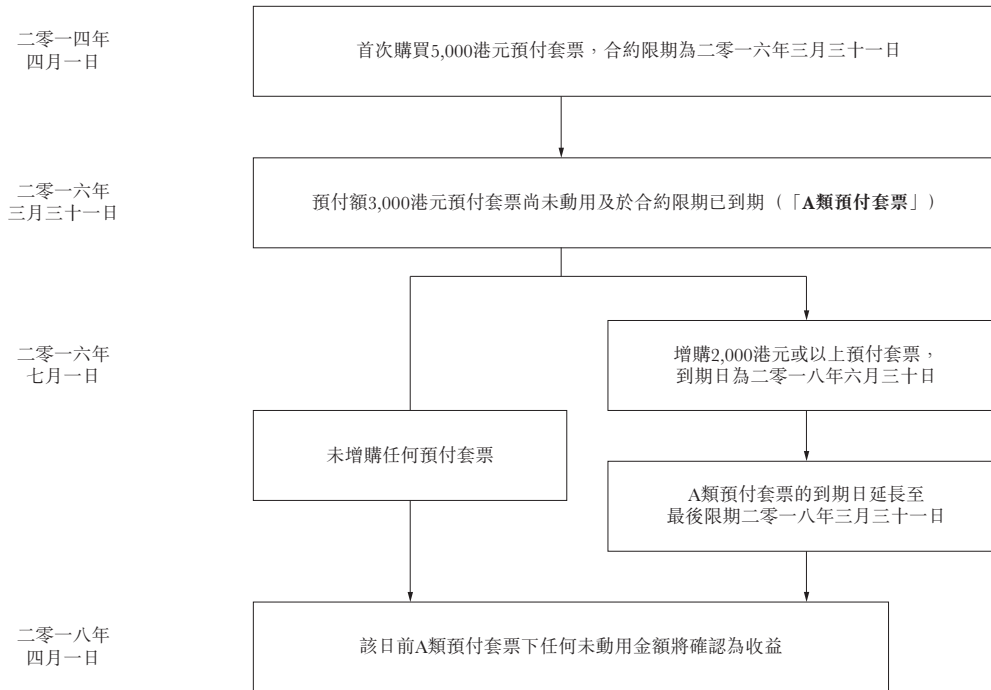 二零一四年
四月一日
首次購買5,000港元預付套票，合約限期為二零一六年三月三十一日
二零一六年
三月三十一日
預付額3,000港元預付套票尚未動用及於合約限期已到期（「A類預付套票」）
二零一六年
七月一日
增購2,000港元或以上預付套票，
到期日為二零一八年六月三十日
未增購任何預付套票
A類預付套票的到期日延長至
最後限期二零一八年三月三十一日
二零一八年
四月一日
該日前A類預付套票下任何未動用金額將確認為收益